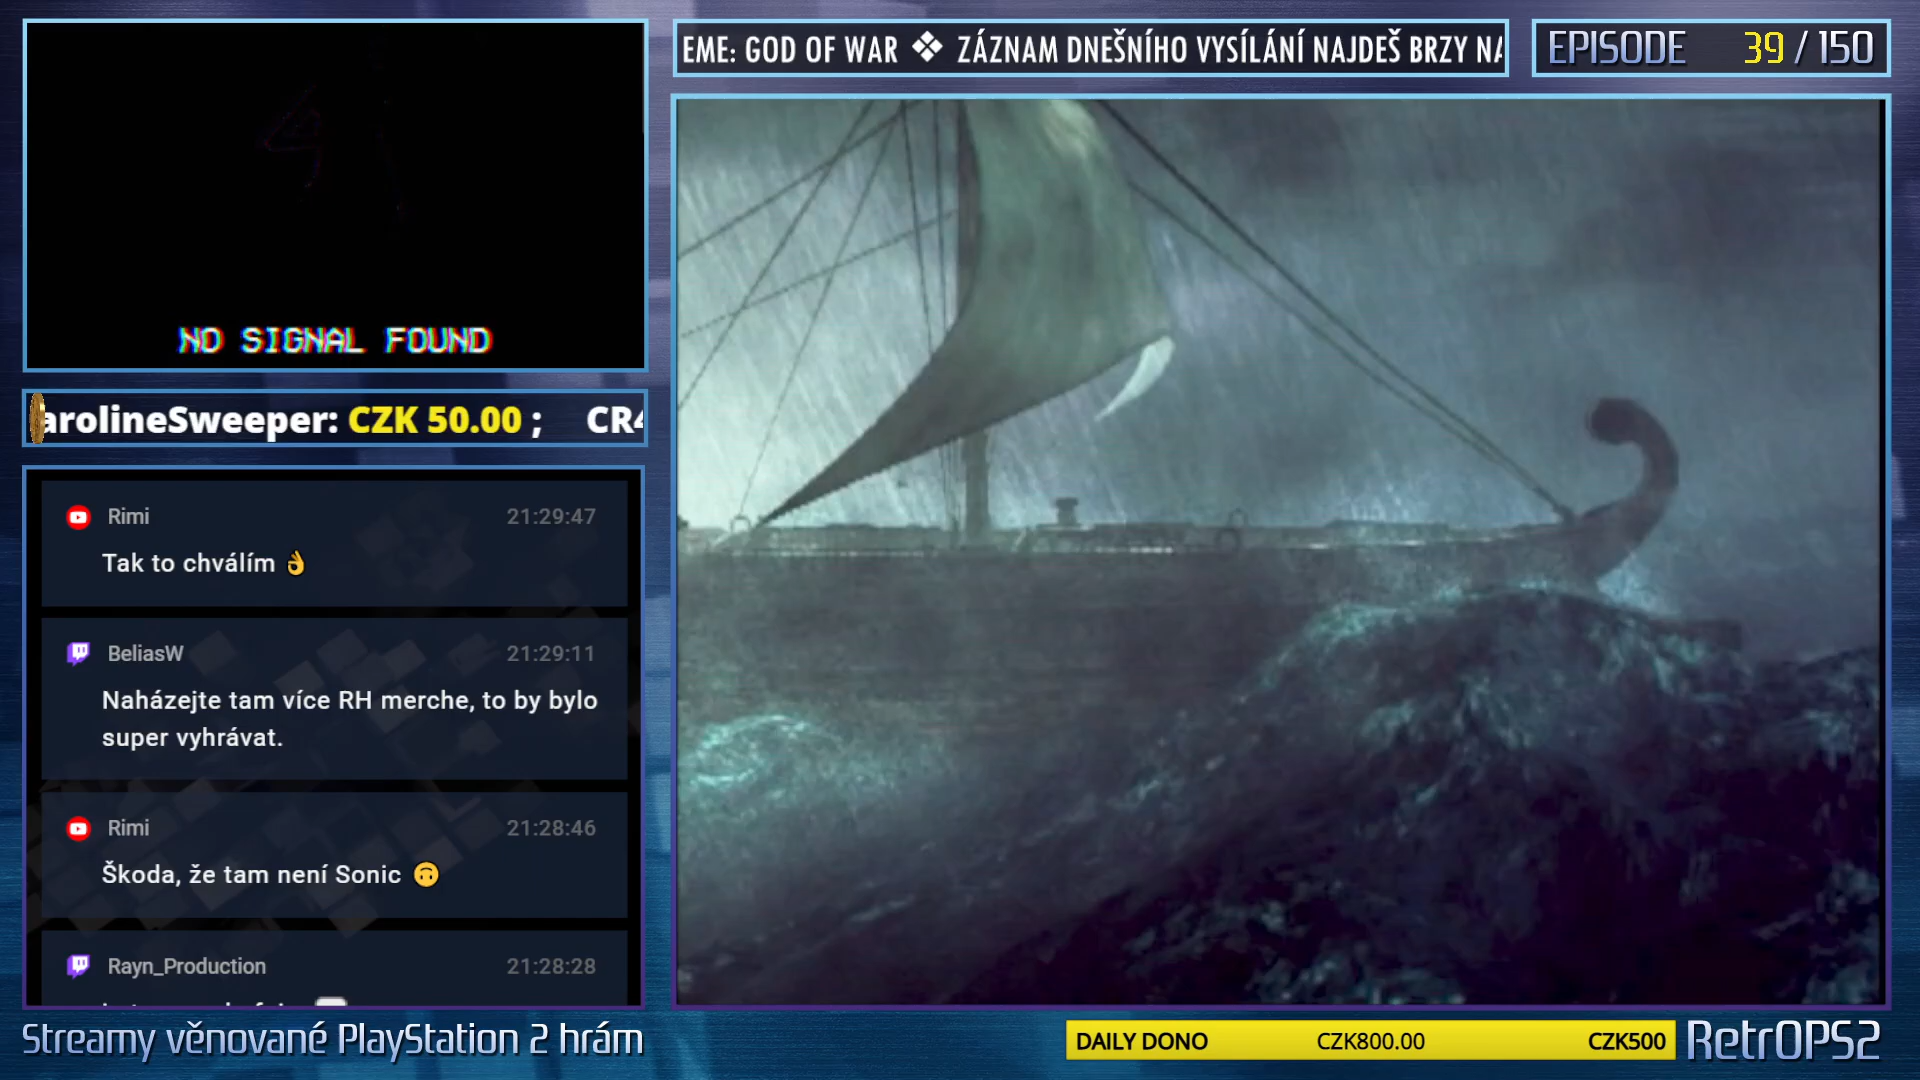 EME: GOD OF WAR ❖ ZÁZNAM DNEŠNÍHO VYSÍLÁNÍ NAJDEŠ BRZY NA
EPISODE 39 / 150
NO SIGNAL FOUND
arolineSweeper: CZK 50.00 ; CR4
Rimi 21:29:47
Tak to chválím 👌
BeliasW 21:29:11
Naházejte tam více RH merche, to by bylo
super vyhrávat.
Rimi 21:28:46
Škoda, že tam není Sonic 🙃
Rayn_Production 21:28:28
Streamy věnované PlayStation 2 hrám
DAILY DONO CZK800.00 CZK500
RetrOPS2